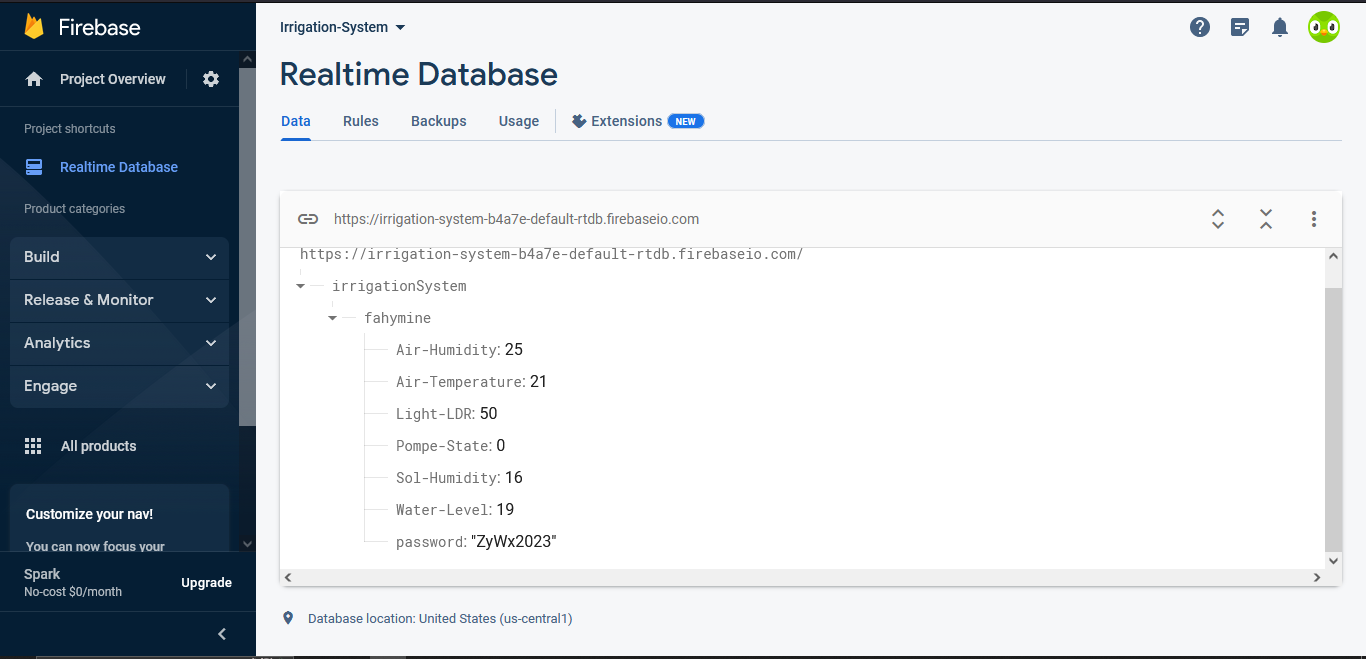 Firebase
Project Overview
Project shortcuts
Realtime Database
Product categories
Build
Release & Monitor
Analytics
Engage
All products
Customize your nav!
You can now focus your
Spark
No-cost $0/month
Upgrade
Irrigation-System
Realtime Database
Data Rules Backups Usage Extensions NEW
https://irrigation-system-b4a7e-default-rtdb.firebaseio.com
https://irrigation-system-b4a7e-default-rtdb.firebaseio.com/
irrigationSystem
fahymine
Air-Humidity: 25
Air-Temperature: 21
Light-LDR: 50
Pompe-State: 0
Sol-Humidity: 16
Water-Level: 19
password: "ZyWx2023"
Database location: United States (us-central1)